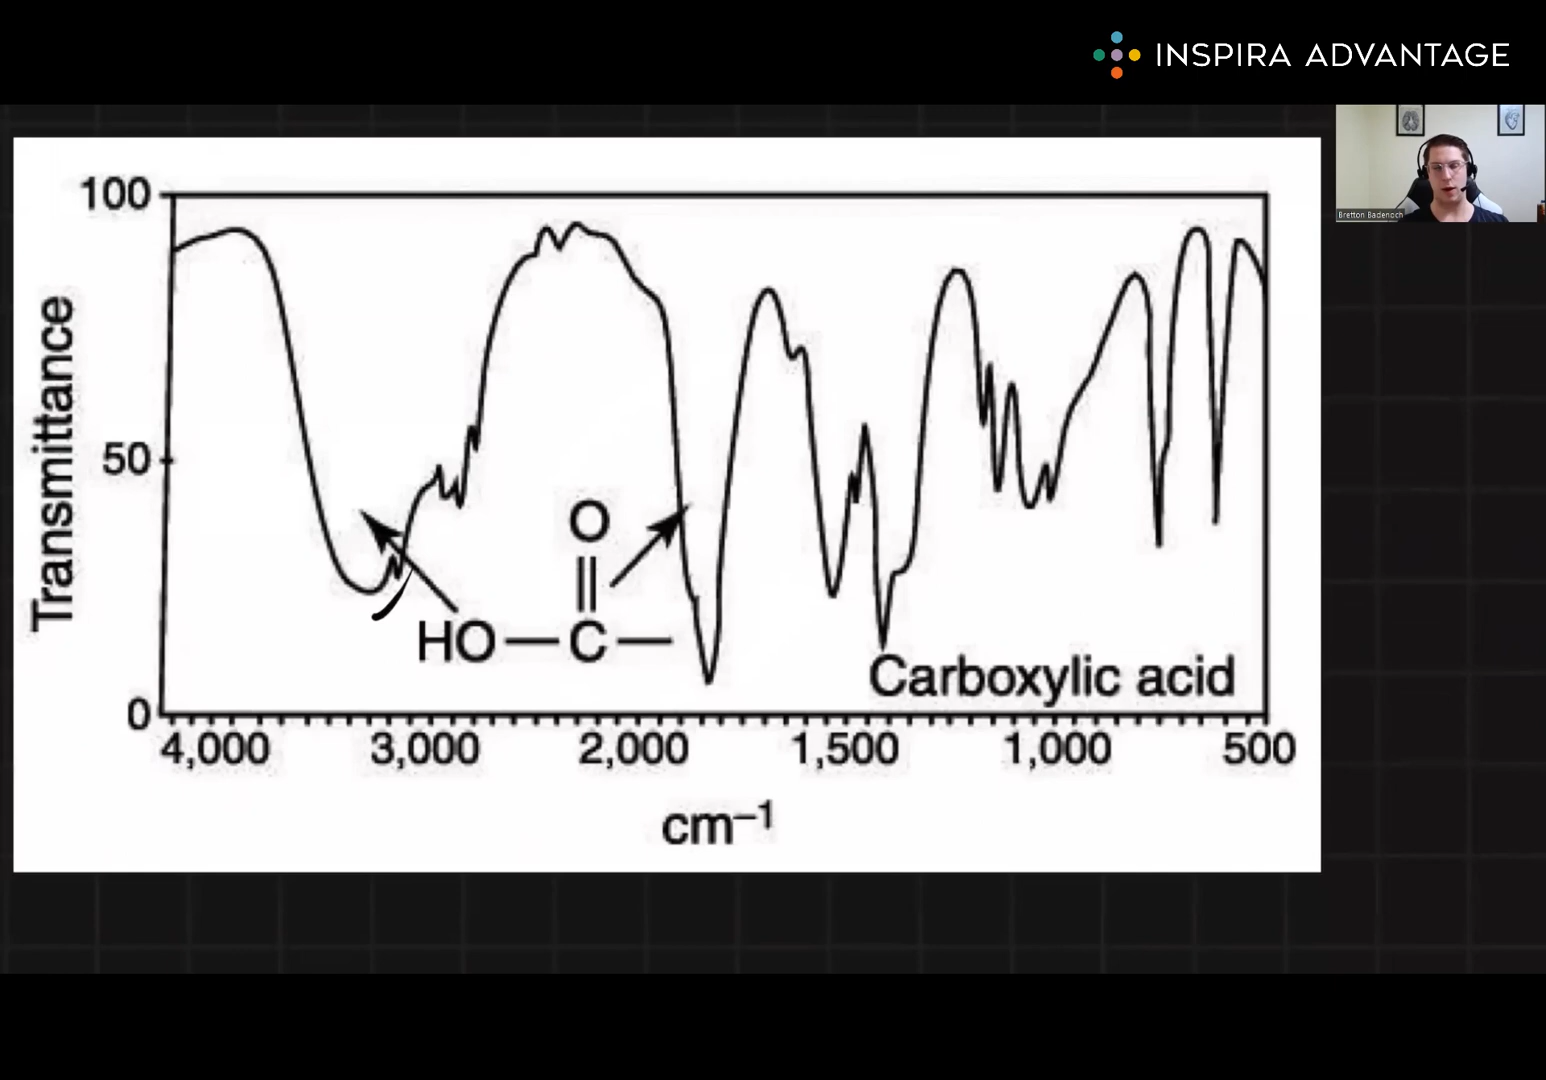 INSPIRA ADVANTAGE
Bretton Badenoch
100
50
0
Transmittance
O
HO—C—
Carboxylic acid
4,000 3,000 2,000 1,500 1,000 500
cm⁻¹